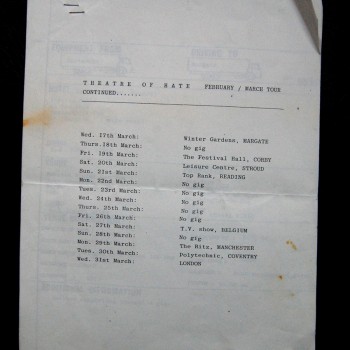 THEATRE OF HATE FEBRUARY / MARCH TOUR
CONTINUED.......
Wed. 17th March: Winter Gardens, MARGATE
Thurs.18th March: No gig
Fri. 19th March: The Festival Hall, CORBY
Sat. 20th March: Leisure Centre, STROUD
Sun. 21st March: Top Rank, READING
Mon. 22nd March: No gig
Tues. 23rd March: No gig
Wed. 24th March: No gig
Thurs. 25th March: No gig
Fri. 26th March: No gig
Sat. 27th March: T.V. show, BELGIUM
Sun. 28th March: No gig
Mon. 29th March: The Ritz, MANCHESTER
Tues. 30th March: Polytechnic, COVENTRY
Wed. 31st March: LONDON